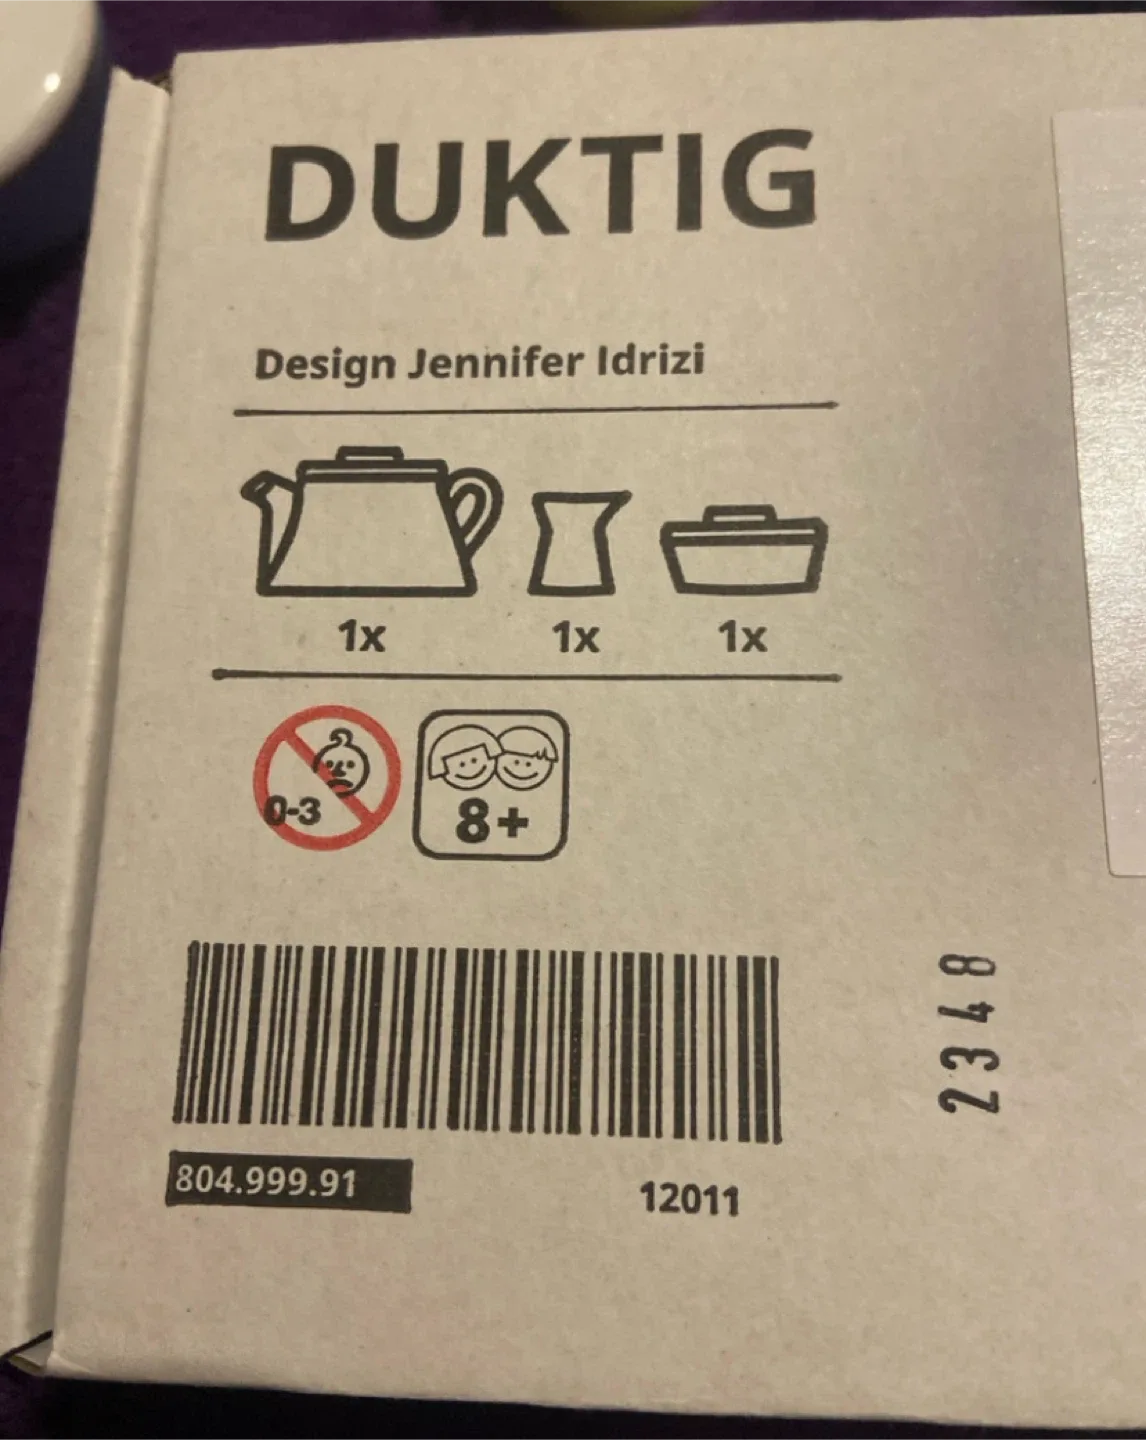 DUKTIG
Design Jennifer Idrizi
1x 1x 1x
0-3
8+
2348
804.999.91
12011